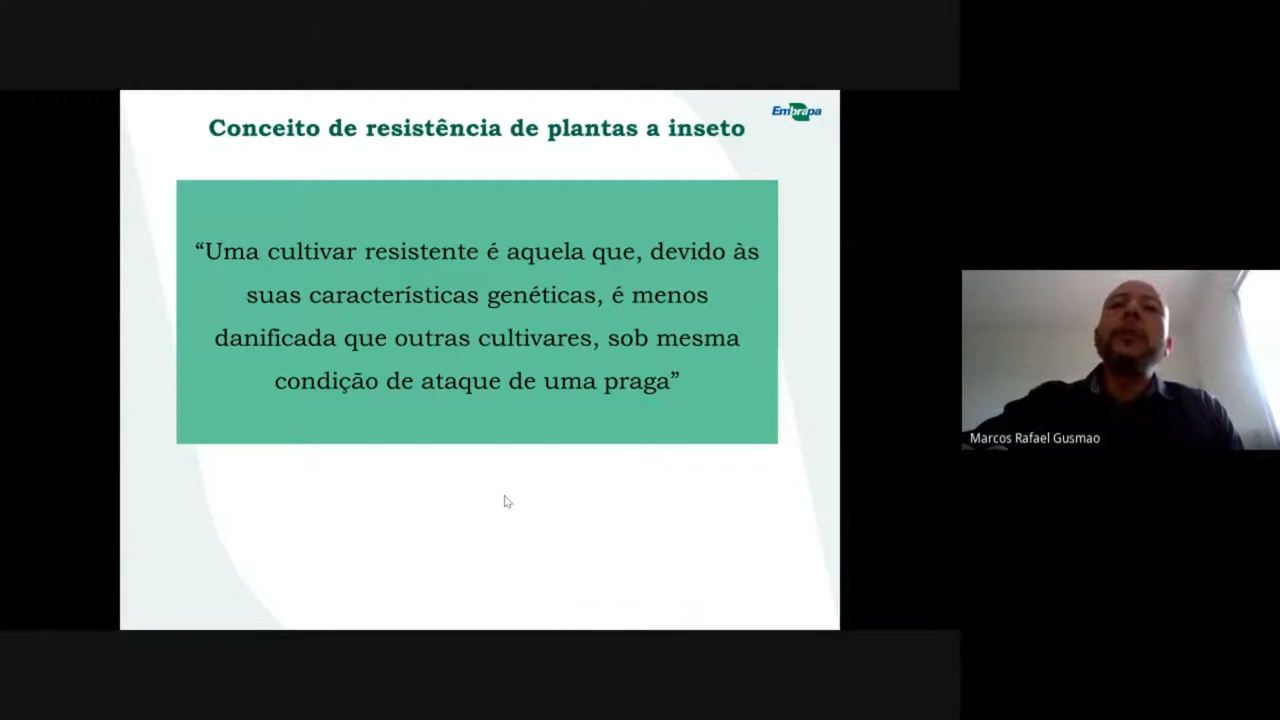 Embrapa
Conceito de resistência de plantas a inseto
“Uma cultivar resistente é aquela que, devido às
suas características genéticas, é menos
danificada que outras cultivares, sob mesma
condição de ataque de uma praga”
Marcos Rafael Gusmao